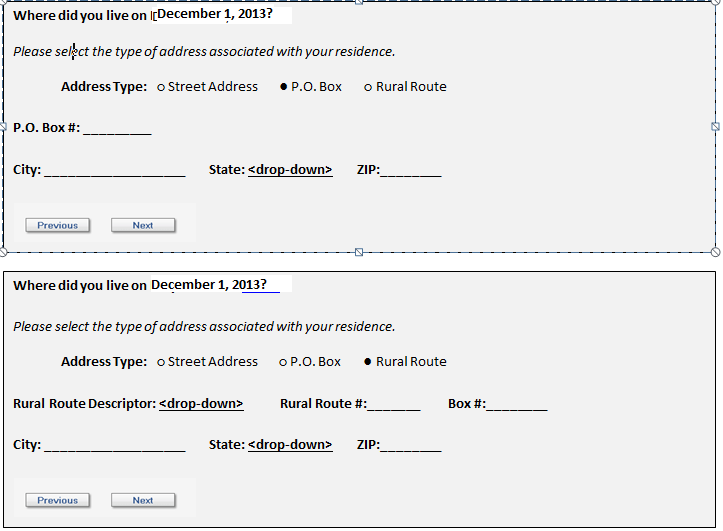 Where did you live on December 1, 2013?
Please select the type of address associated with your residence.
Address Type: o Street Address ● P.O. Box o Rural Route
P.O. Box #: _________
City: ___________________ State: <drop-down> ZIP:________
Previous Next
Where did you live on December 1, 2013?
Please select the type of address associated with your residence.
Address Type: o Street Address o P.O. Box ● Rural Route
Rural Route Descriptor: <drop-down> Rural Route #:_______ Box #:________
City: ___________________ State: <drop-down> ZIP:________
Previous Next